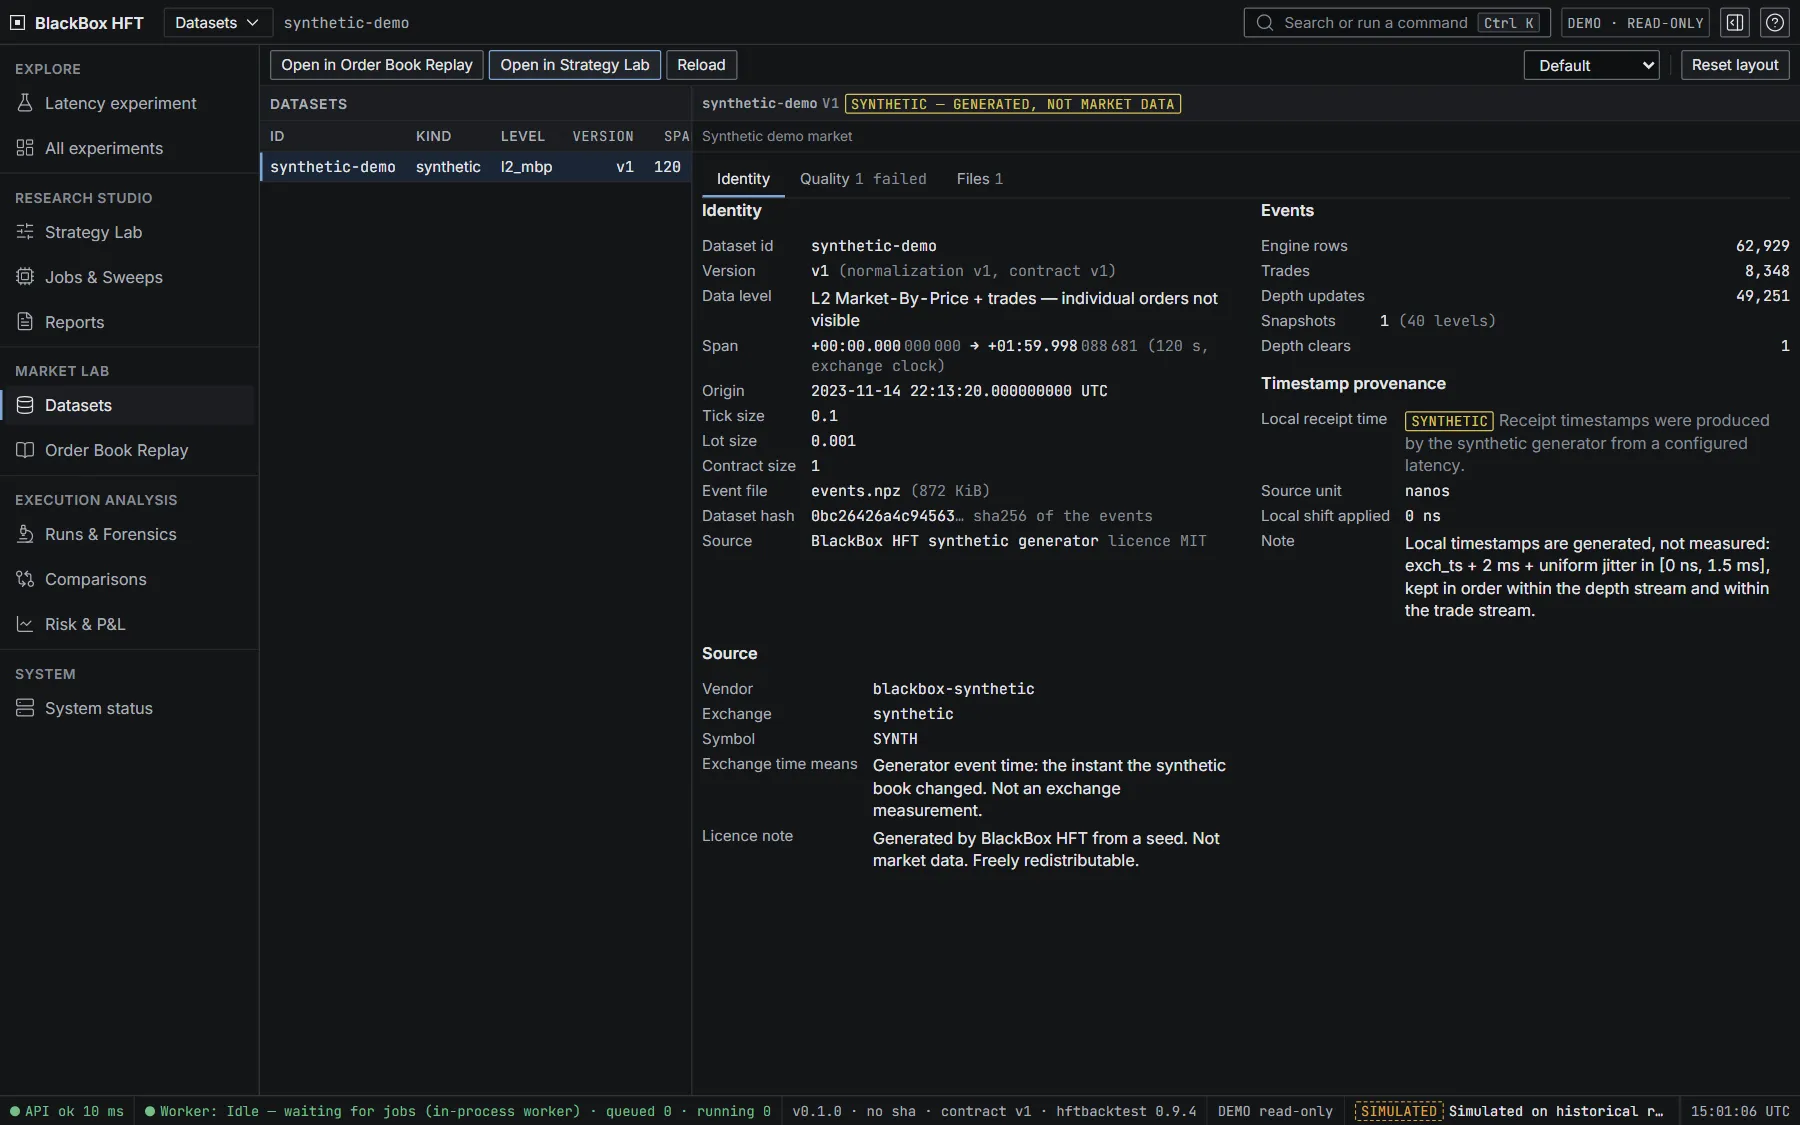 BlackBox HFT
Datasets
synthetic-demo
Search or run a command Ctrl K
DEMO · READ-ONLY
EXPLORE
Latency experiment
All experiments
RESEARCH STUDIO
Strategy Lab
Jobs & Sweeps
Reports
MARKET LAB
Datasets
Order Book Replay
EXECUTION ANALYSIS
Runs & Forensics
Comparisons
Risk & P&L
SYSTEM
System status
Open in Order Book Replay
Open in Strategy Lab
Reload
Default
Reset layout
DATASETS
ID KIND LEVEL VERSION SPA
synthetic-demo synthetic l2_mbp v1 120
synthetic-demo V1 SYNTHETIC — GENERATED, NOT MARKET DATA
Synthetic demo market
Identity Quality 1 failed Files 1
Identity
Dataset id synthetic-demo
Version v1 (normalization v1, contract v1)
Data level L2 Market-By-Price + trades — individual orders not
visible
Span +00:00.000 000 000 → +01:59.998 088 681 (120 s,
exchange clock)
Origin 2023-11-14 22:13:20.000000000 UTC
Tick size 0.1
Lot size 0.001
Contract size 1
Event file events.npz (872 KiB)
Dataset hash 0bc26426a4c94563… sha256 of the events
Source BlackBox HFT synthetic generator licence MIT
Events
Engine rows 62,929
Trades 8,348
Depth updates 49,251
Snapshots 1 (40 levels)
Depth clears 1
Timestamp provenance
Local receipt time SYNTHETIC Receipt timestamps were produced
by the synthetic generator from a configured
latency.
Source unit nanos
Local shift applied 0 ns
Note Local timestamps are generated, not measured:
exch_ts + 2 ms + uniform jitter in [0 ns, 1.5 ms],
kept in order within the depth stream and within
the trade stream.
Source
Vendor blackbox-synthetic
Exchange synthetic
Symbol SYNTH
Exchange time means Generator event time: the instant the synthetic
book changed. Not an exchange
measurement.
Licence note Generated by BlackBox HFT from a seed. Not
market data. Freely redistributable.
API ok 10 ms
Worker: Idle — waiting for jobs (in-process worker) · queued 0 · running 0
v0.1.0 · no sha · contract v1 · hftbacktest 0.9.4
DEMO read-only
SIMULATED Simulated on historical r…
15:01:06 UTC